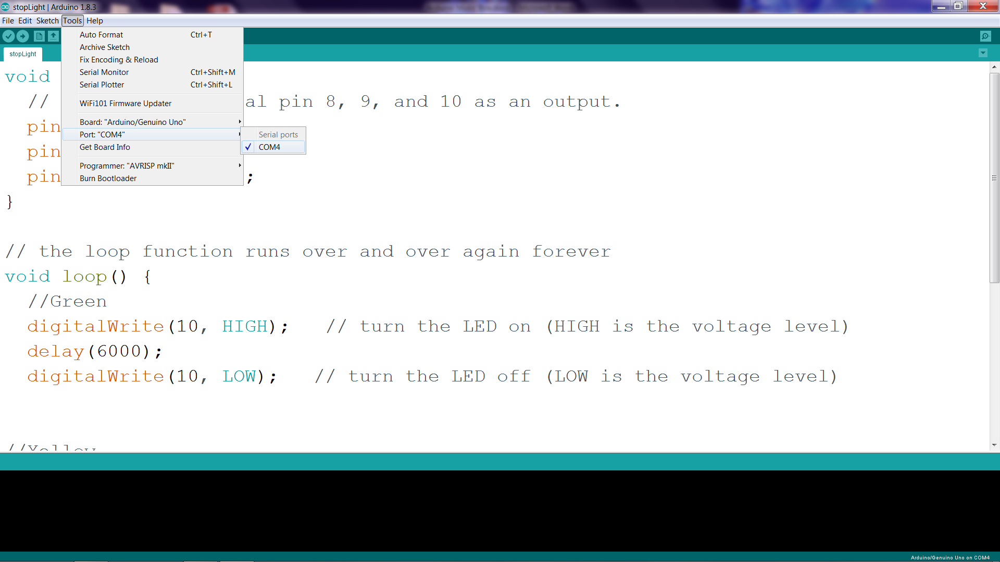 stopLight | Arduino 1.8.3
File Edit Sketch Tools Help
Auto Format Ctrl+T
Archive Sketch
Fix Encoding & Reload
Serial Monitor Ctrl+Shift+M
Serial Plotter Ctrl+Shift+L
WiFi101 Firmware Updater
Board: "Arduino/Genuino Uno"
Port: "COM4"
Get Board Info
Programmer: "AVRISP mkII"
Burn Bootloader
Serial ports
COM4
stopLight
void
// al pin 8, 9, and 10 as an output.
pin
pin
pin ;
}
// the loop function runs over and over again forever
void loop() {
//Green
digitalWrite(10, HIGH); // turn the LED on (HIGH is the voltage level)
delay(6000);
digitalWrite(10, LOW); // turn the LED off (LOW is the voltage level)
//Yellow
Arduino/Genuino Uno on COM4